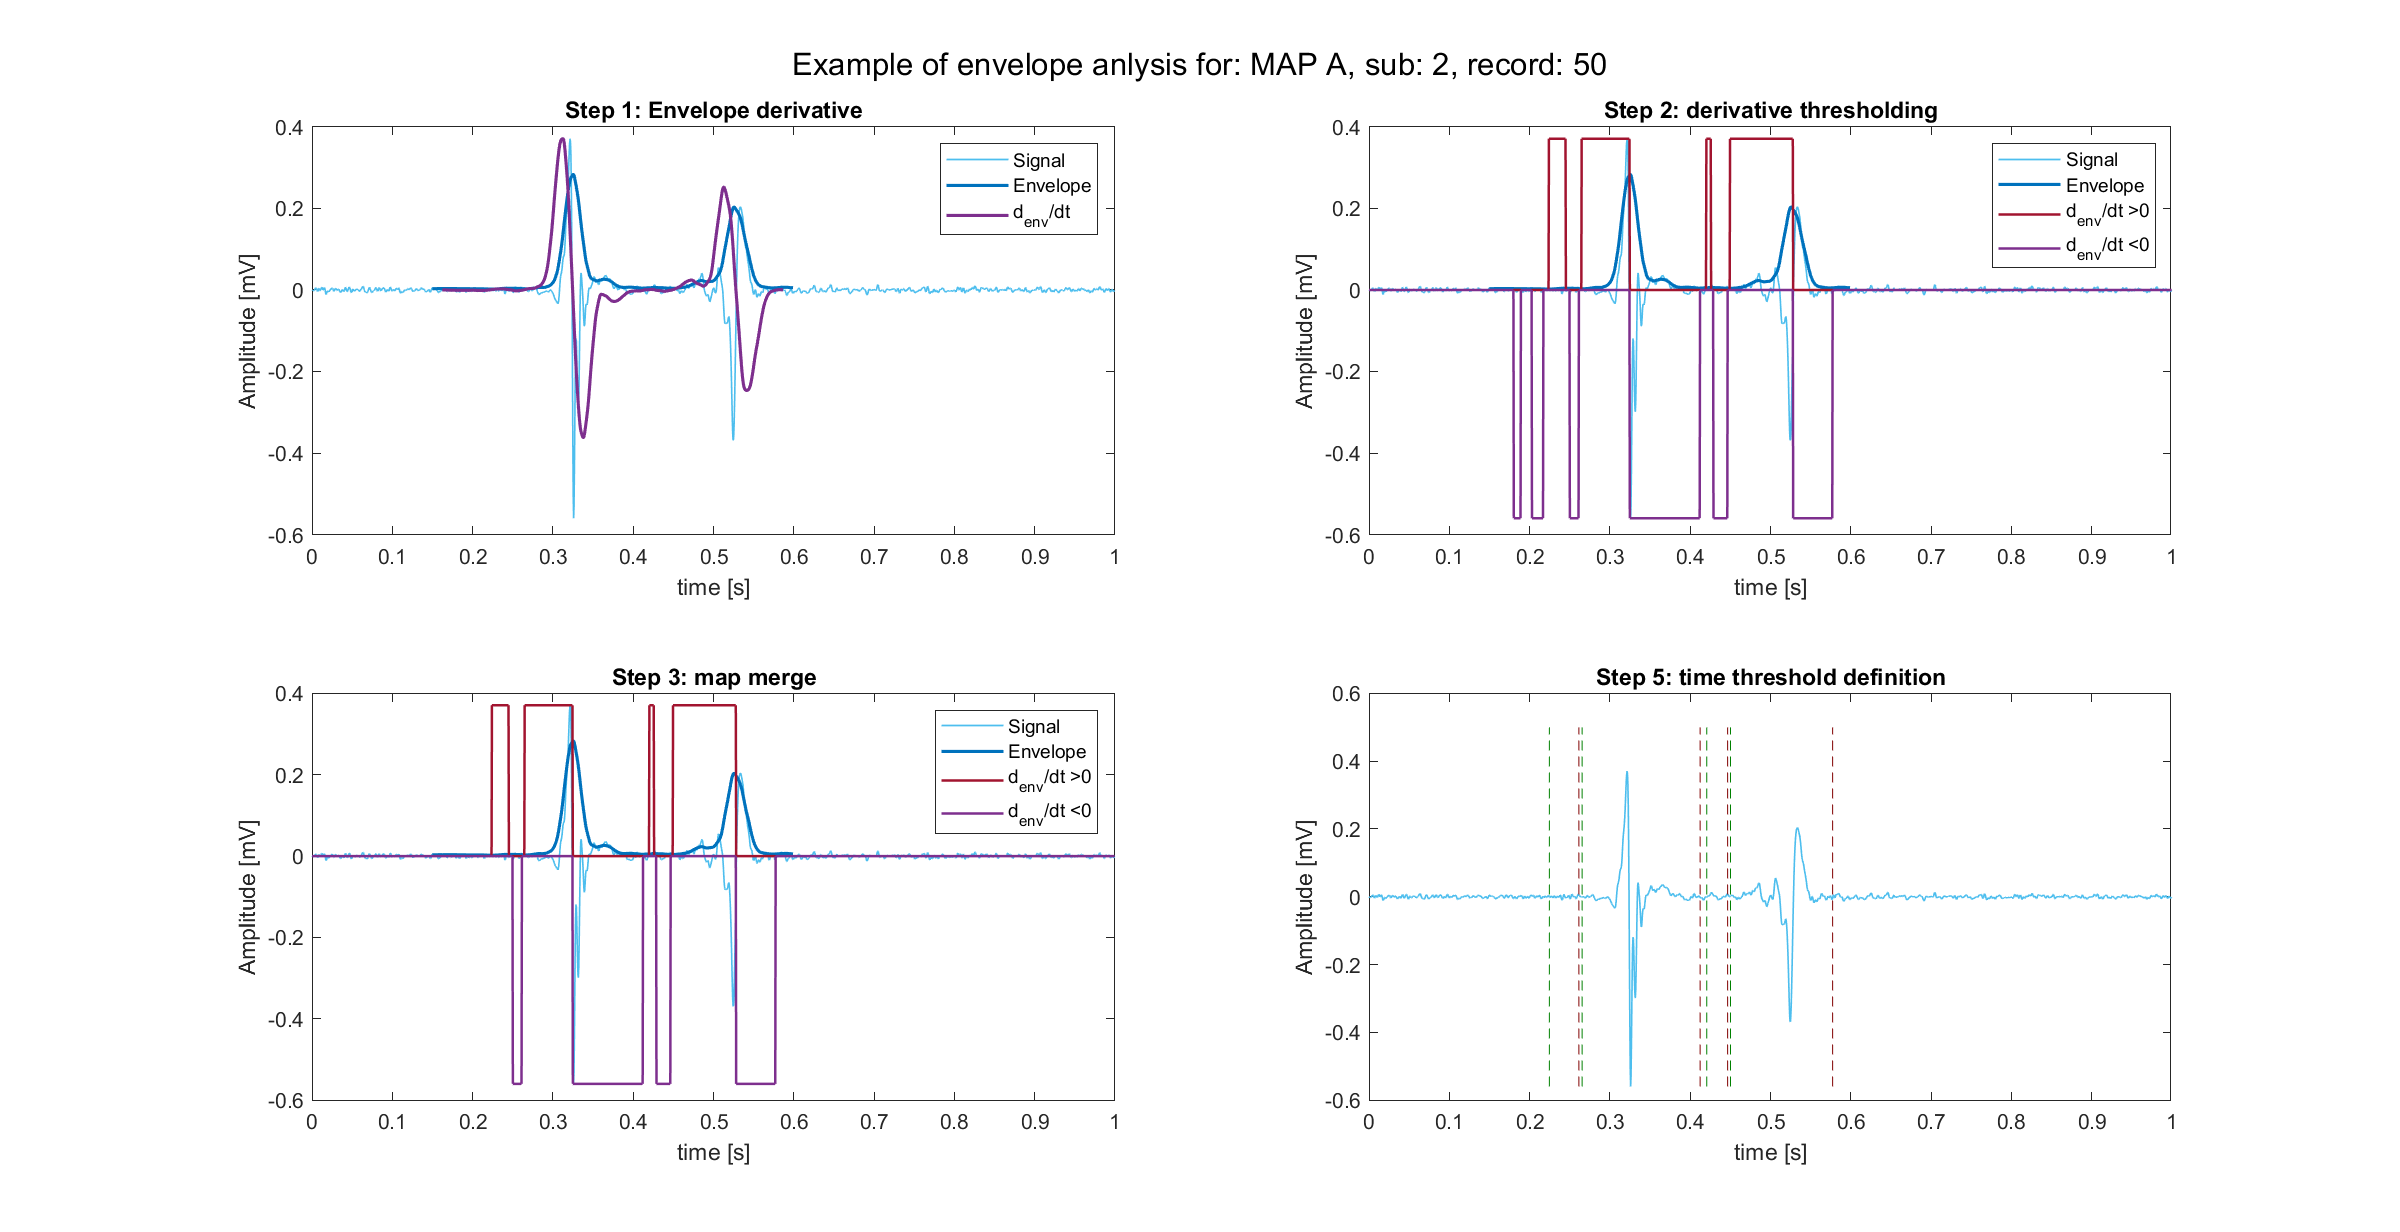 Example of envelope anlysis for: MAP A, sub: 2, record: 50
Step 1: Envelope derivative
0.4
0.2
0
-0.2
-0.4
-0.6
Amplitude [mV]
0 0.1 0.2 0.3 0.4 0.5 0.6 0.7 0.8 0.9 1
time [s]
Signal
Envelope
d_env/dt
Step 2: derivative thresholding
0.4
0.2
0
-0.2
-0.4
-0.6
Amplitude [mV]
0 0.1 0.2 0.3 0.4 0.5 0.6 0.7 0.8 0.9 1
time [s]
Signal
Envelope
d_env/dt >0
d_env/dt <0
Step 3: map merge
0.4
0.2
0
-0.2
-0.4
-0.6
Amplitude [mV]
0 0.1 0.2 0.3 0.4 0.5 0.6 0.7 0.8 0.9 1
time [s]
Signal
Envelope
d_env/dt >0
d_env/dt <0
Step 5: time threshold definition
0.6
0.4
0.2
0
-0.2
-0.4
-0.6
Amplitude [mV]
0 0.1 0.2 0.3 0.4 0.5 0.6 0.7 0.8 0.9 1
time [s]